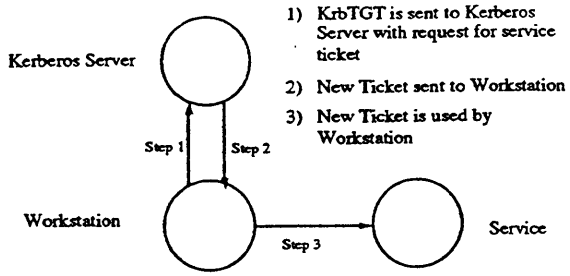 1) KrbTGT is sent to Kerberos
Server with request for service
ticket
Kerberos Server
2) New Ticket sent to Workstation
3) New Ticket is used by
Workstation
Step 1
Step 2
Workstation
Service
Step 3